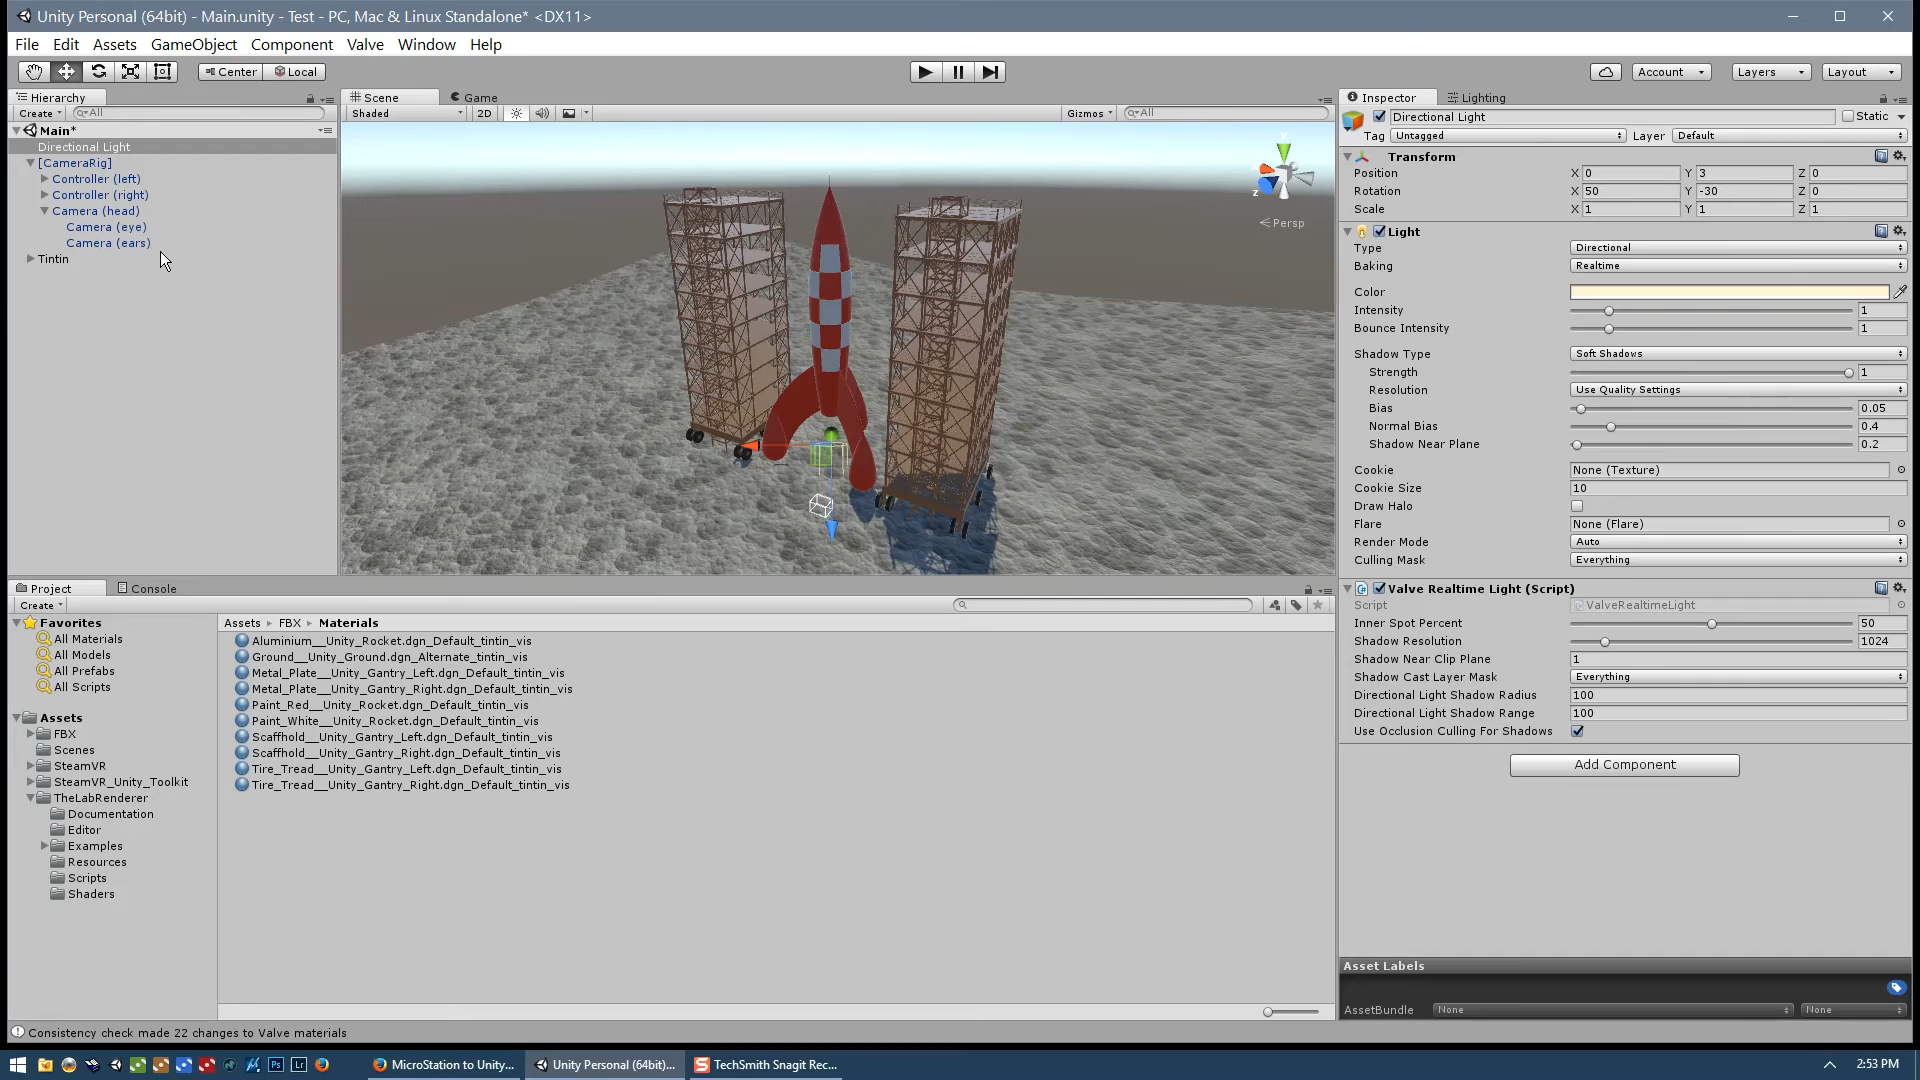 Unity Personal (64bit) - Main.unity - Test - PC, Mac & Linux Standalone* <DX11>
File Edit Assets GameObject Component Valve Window Help
Center Local Account Layers Layout
Hierarchy
Create All
Main*
Directional Light
[CameraRig]
Controller (left)
Controller (right)
Camera (head)
Camera (eye)
Camera (ears)
Tintin
Scene Game
Shaded 2D Gizmos All
y
z
Persp
Inspector Lighting
Directional Light Static
Tag Untagged Layer Default
Transform
Position X 0 Y 3 Z 0
Rotation X 50 Y -30 Z 0
Scale X 1 Y 1 Z 1
Light
Type Directional
Baking Realtime
Color
Intensity 1
Bounce Intensity 1
Shadow Type Soft Shadows
Strength 1
Resolution Use Quality Settings
Bias 0.05
Normal Bias 0.4
Shadow Near Plane 0.2
Cookie None (Texture)
Cookie Size 10
Draw Halo
Flare None (Flare)
Render Mode Auto
Culling Mask Everything
Valve Realtime Light (Script)
Script ValveRealtimeLight
Inner Spot Percent 50
Shadow Resolution 1024
Shadow Near Clip Plane 1
Shadow Cast Layer Mask Everything
Directional Light Shadow Radius 100
Directional Light Shadow Range 100
Use Occlusion Culling For Shadows
Add Component
Asset Labels
AssetBundle None None
Project Console
Create
Favorites
All Materials
All Models
All Prefabs
All Scripts
Assets
FBX
Scenes
SteamVR
SteamVR_Unity_Toolkit
TheLabRenderer
Documentation
Editor
Examples
Resources
Scripts
Shaders
Assets FBX Materials
Aluminium__Unity_Rocket.dgn_Default_tintin_vis
Ground__Unity_Ground.dgn_Alternate_tintin_vis
Metal_Plate__Unity_Gantry_Left.dgn_Default_tintin_vis
Metal_Plate__Unity_Gantry_Right.dgn_Default_tintin_vis
Paint_Red__Unity_Rocket.dgn_Default_tintin_vis
Paint_White__Unity_Rocket.dgn_Default_tintin_vis
Scaffhold__Unity_Gantry_Left.dgn_Default_tintin_vis
Scaffhold__Unity_Gantry_Right.dgn_Default_tintin_vis
Tire_Tread__Unity_Gantry_Left.dgn_Default_tintin_vis
Tire_Tread__Unity_Gantry_Right.dgn_Default_tintin_vis
Consistency check made 22 changes to Valve materials
Ps Lr MicroStation to Unity... Unity Personal (64bit)... S TechSmith Snagit Rec... 2:53 PM